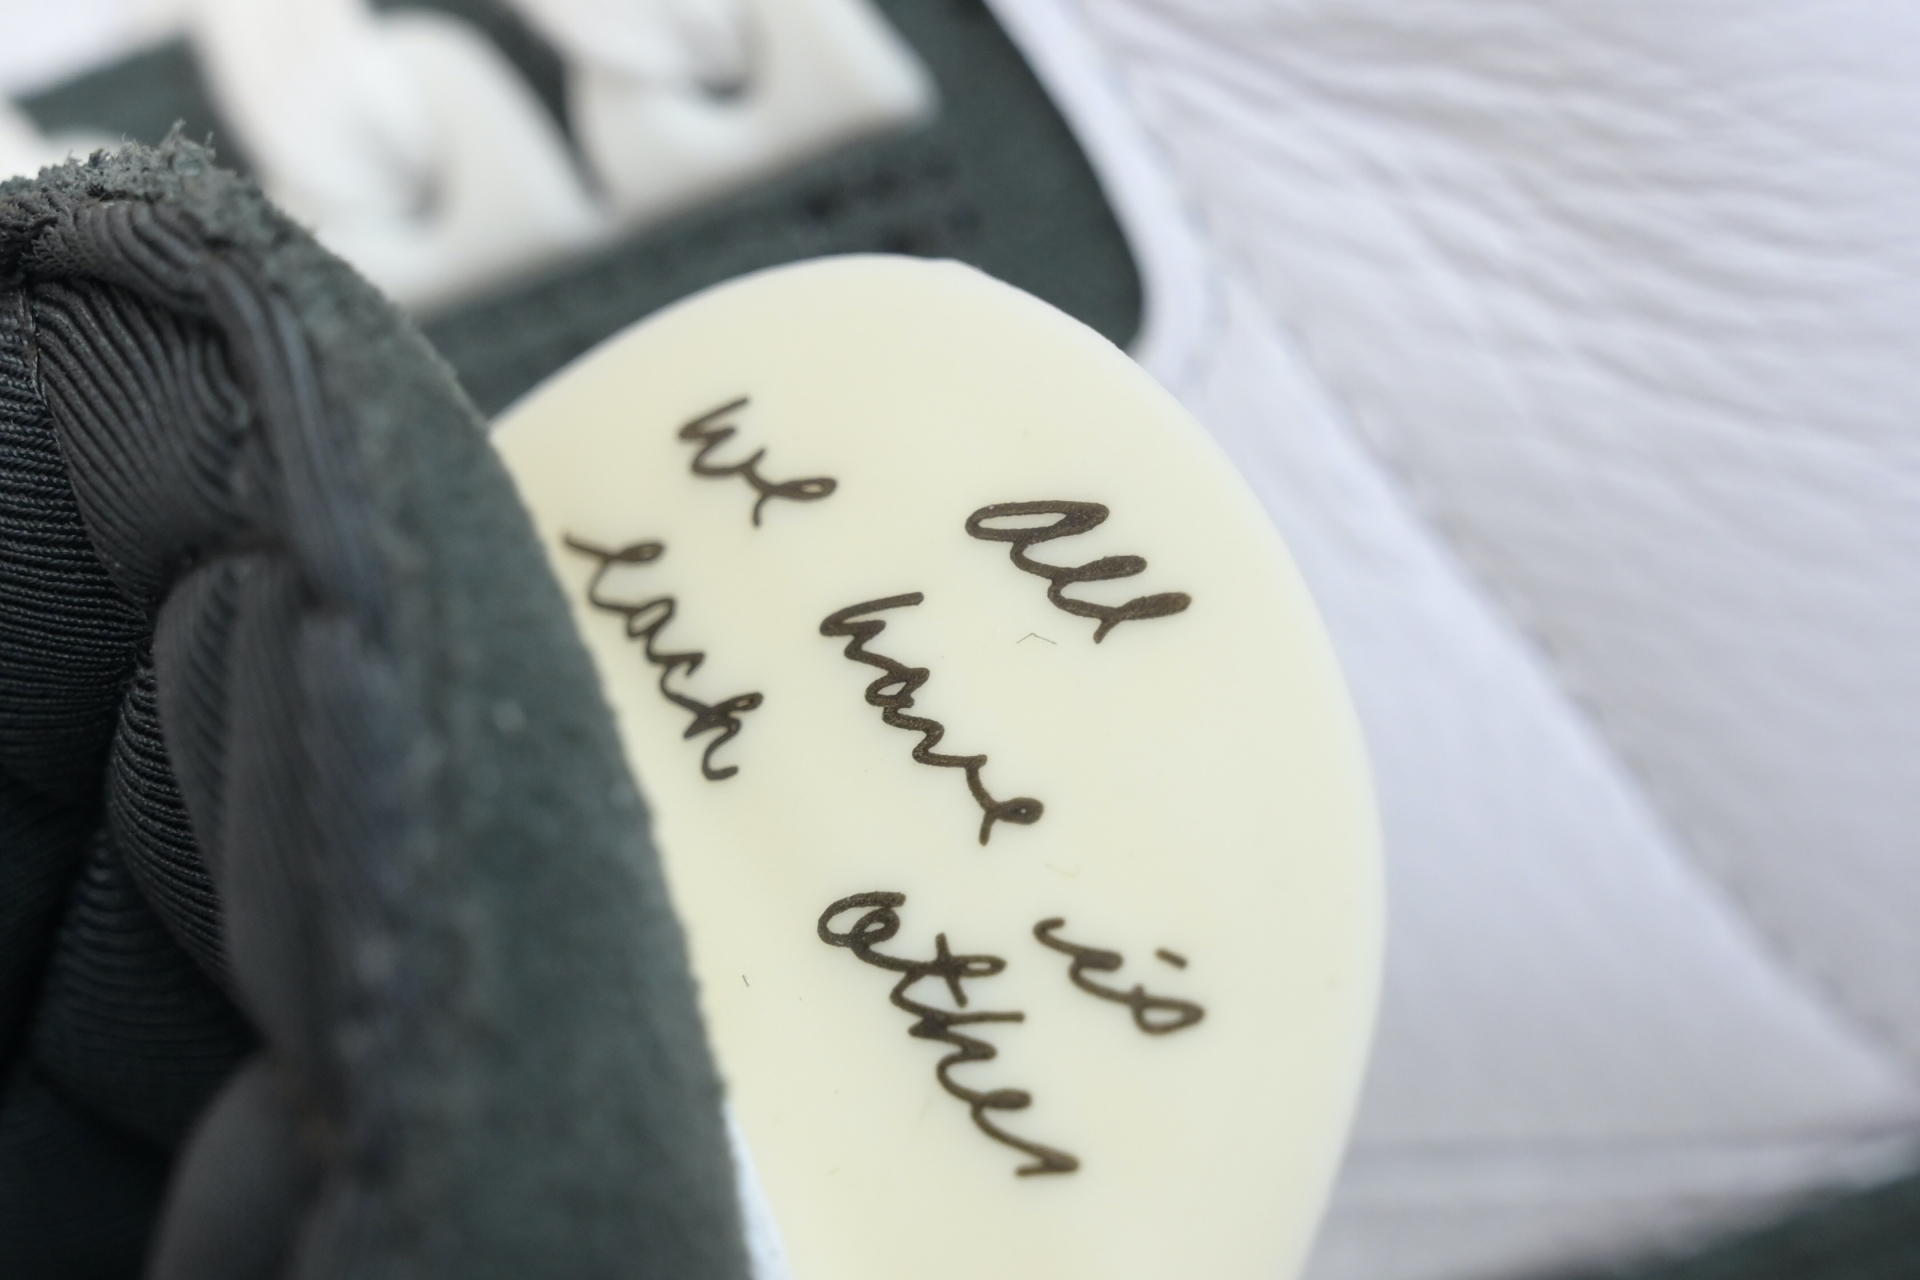 All
we have is
each other